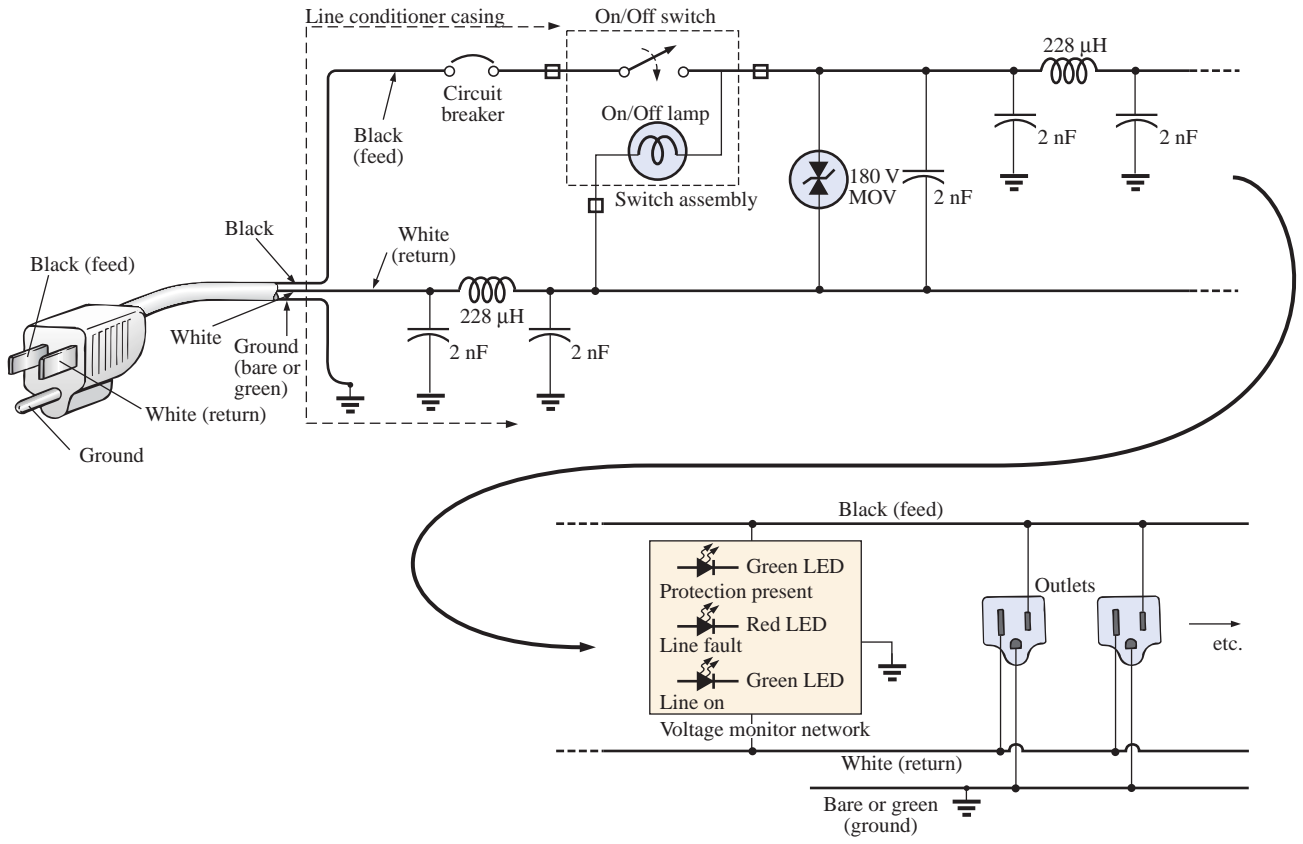 Line conditioner casing
On/Off switch
228 μH
Circuit
breaker
On/Off lamp
Black
(feed)
2 nF
2 nF
180 V
MOV
2 nF
Switch assembly
Black
White
(return)
Black (feed)
White
228 μH
Ground
(bare or
green)
2 nF
2 nF
White (return)
Ground
Black (feed)
Green LED
Protection present
Red LED
Line fault
Green LED
Line on
Voltage monitor network
Outlets
etc.
White (return)
Bare or green
(ground)